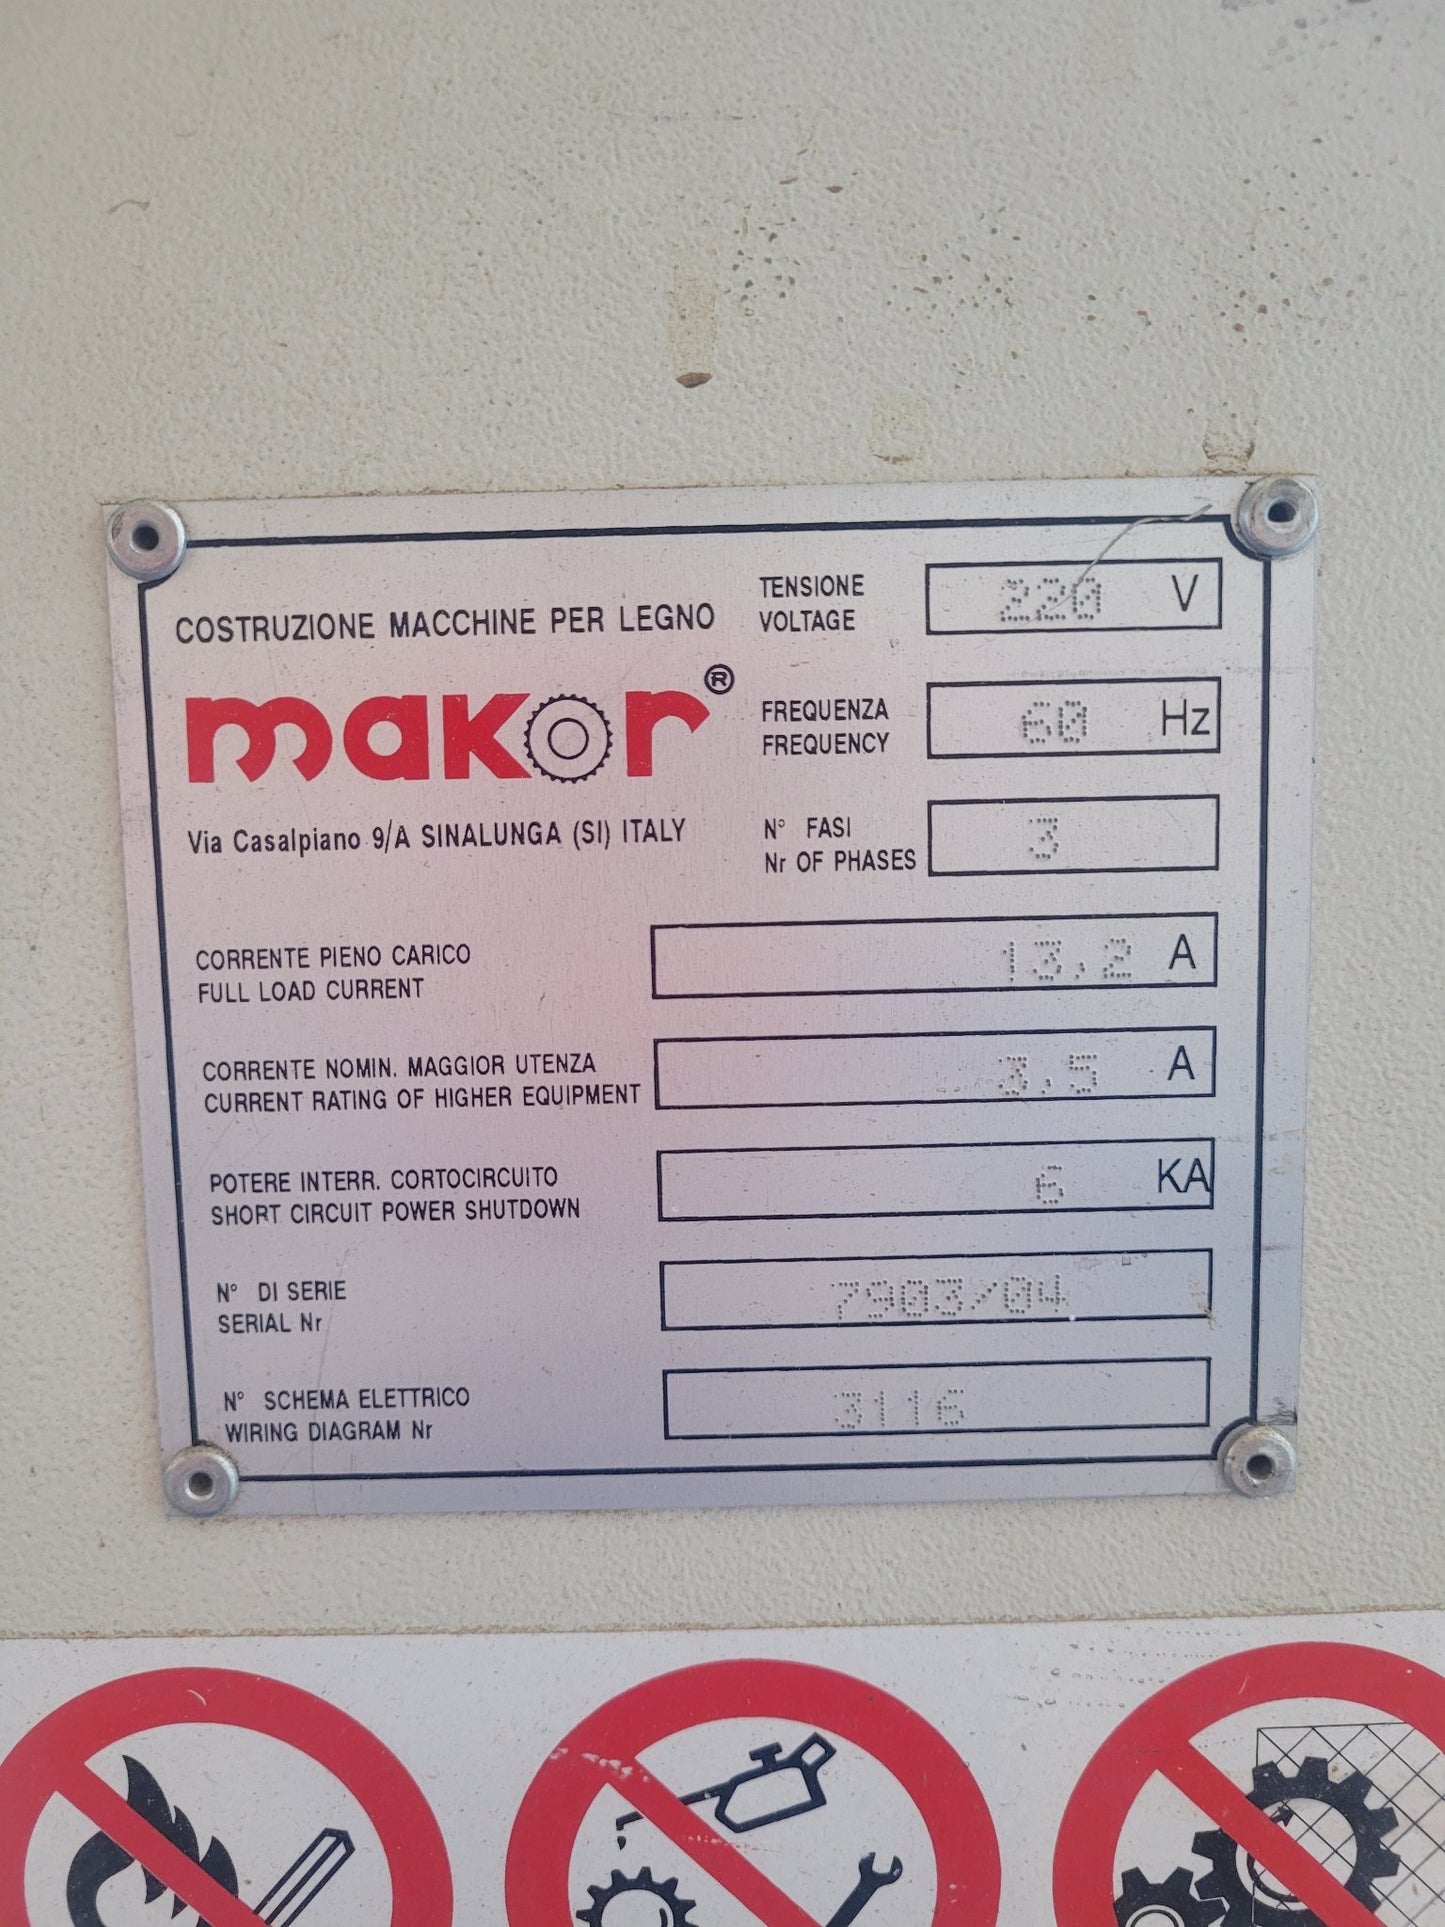 COSTRUZIONE MACCHINE PER LEGNO
makor®
Via Casalpiano 9/A SINALUNGA (SI) ITALY
TENSIONE
VOLTAGE
220 V
FREQUENZA
FREQUENCY
60 Hz
N° FASI
Nr OF PHASES
3
CORRENTE PIENO CARICO
FULL LOAD CURRENT
13,2 A
CORRENTE NOMIN. MAGGIOR UTENZA
CURRENT RATING OF HIGHER EQUIPMENT
3,5 A
POTERE INTERR. CORTOCIRCUITO
SHORT CIRCUIT POWER SHUTDOWN
6 KA
N° DI SERIE
SERIAL Nr
7903/04
N° SCHEMA ELETTRICO
WIRING DIAGRAM Nr
3116